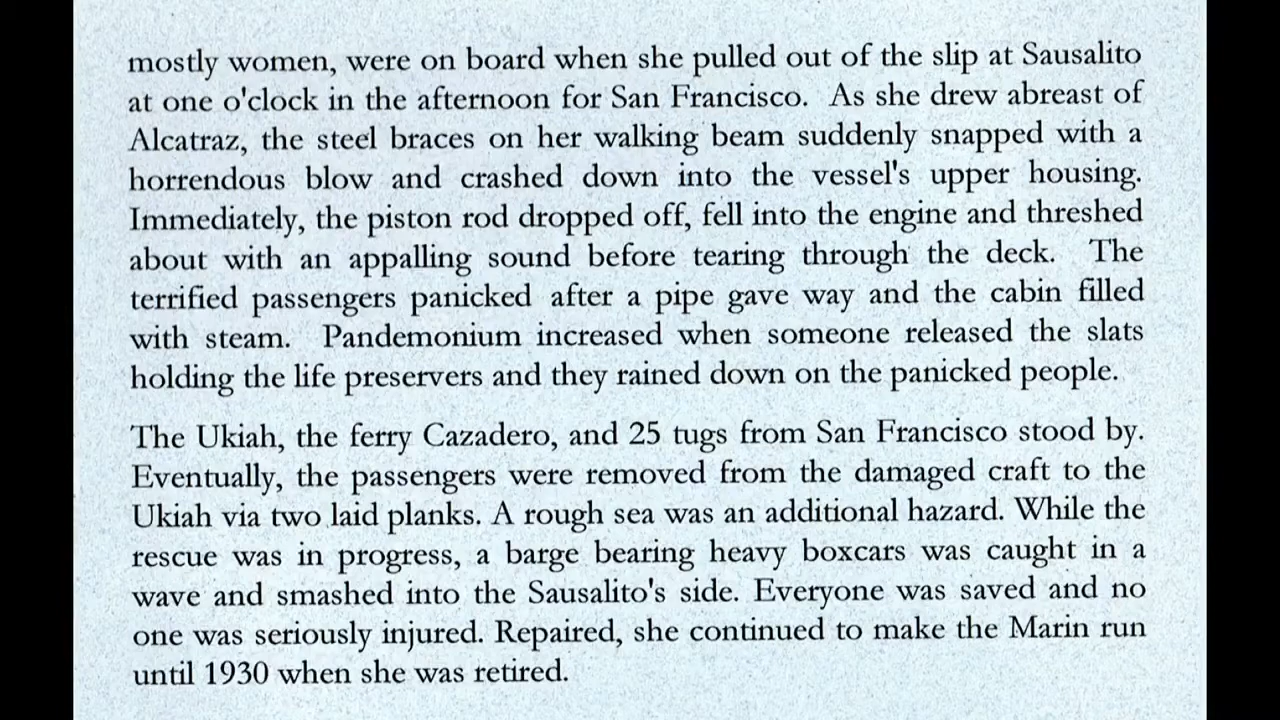 mostly women, were on board when she pulled out of the slip at Sausalito
at one o'clock in the afternoon for San Francisco. As she drew abreast of
Alcatraz, the steel braces on her walking beam suddenly snapped with a
horrendous blow and crashed down into the vessel's upper housing.
Immediately, the piston rod dropped off, fell into the engine and threshed
about with an appalling sound before tearing through the deck. The
terrified passengers panicked after a pipe gave way and the cabin filled
with steam. Pandemonium increased when someone released the slats
holding the life preservers and they rained down on the panicked people.
The Ukiah, the ferry Cazadero, and 25 tugs from San Francisco stood by.
Eventually, the passengers were removed from the damaged craft to the
Ukiah via two laid planks. A rough sea was an additional hazard. While the
rescue was in progress, a barge bearing heavy boxcars was caught in a
wave and smashed into the Sausalito's side. Everyone was saved and no
one was seriously injured. Repaired, she continued to make the Marin run
until 1930 when she was retired.